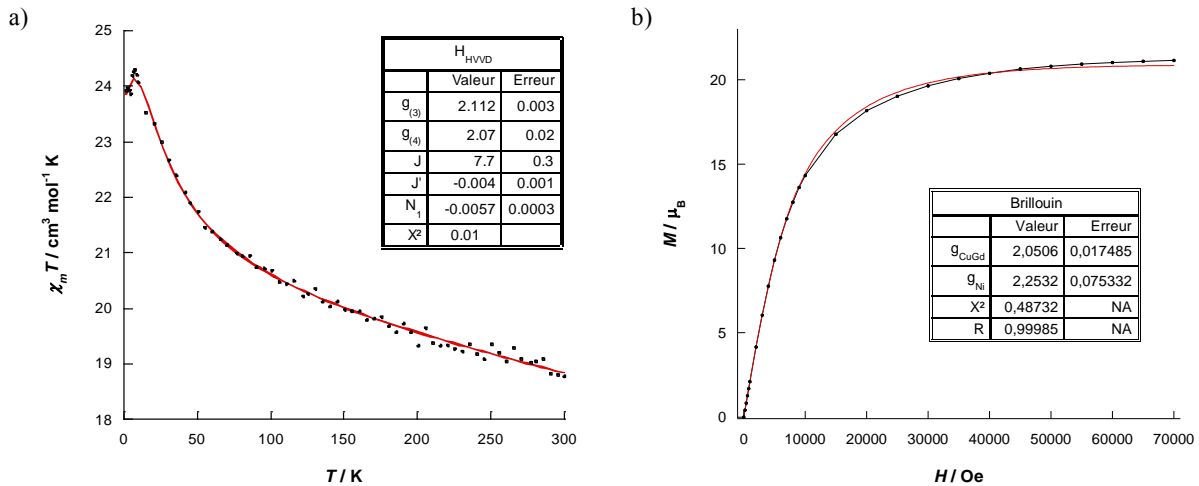 a)
25
24
23
22
21
20
19
18
0
50
100
150
200
250
300
χmT / cm³ mol⁻¹ K
T / K
H_HVVD
Valeur Erreur
g(3) 2.112 0.003
g(4) 2.07 0.02
J 7.7 0.3
J' -0.004 0.001
N1 -0.0057 0.0003
X² 0.01
b)
20
15
10
5
0
0
10000
20000
30000
40000
50000
60000
70000
M / μB
H / Oe
Brillouin
Valeur Erreur
gCuGd 2,0506 0,017485
gNi 2,2532 0,075332
X² 0,48732 NA
R 0,99985 NA